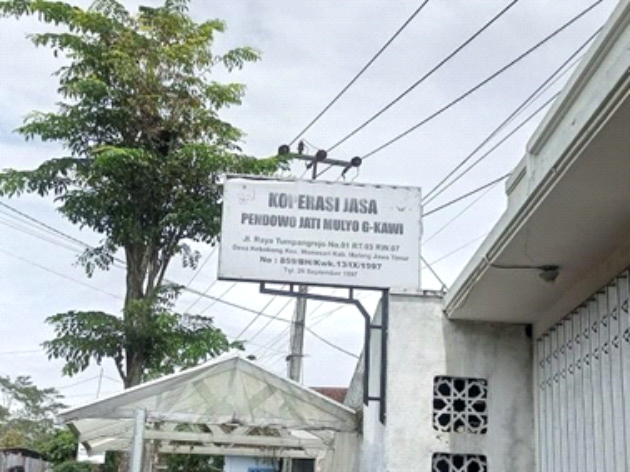 KOPERASI JASA
PENDOWO JATI MULYO G-KAWI
Jl. Raya Tumpangrejo No.01 RT.03 RW.07
Desa Kebobang Kec. Wonosari Kab. Malang Jawa Timur
No : 859/BH/Kwk.13/IX/1997
Tgl. 26 September 1997